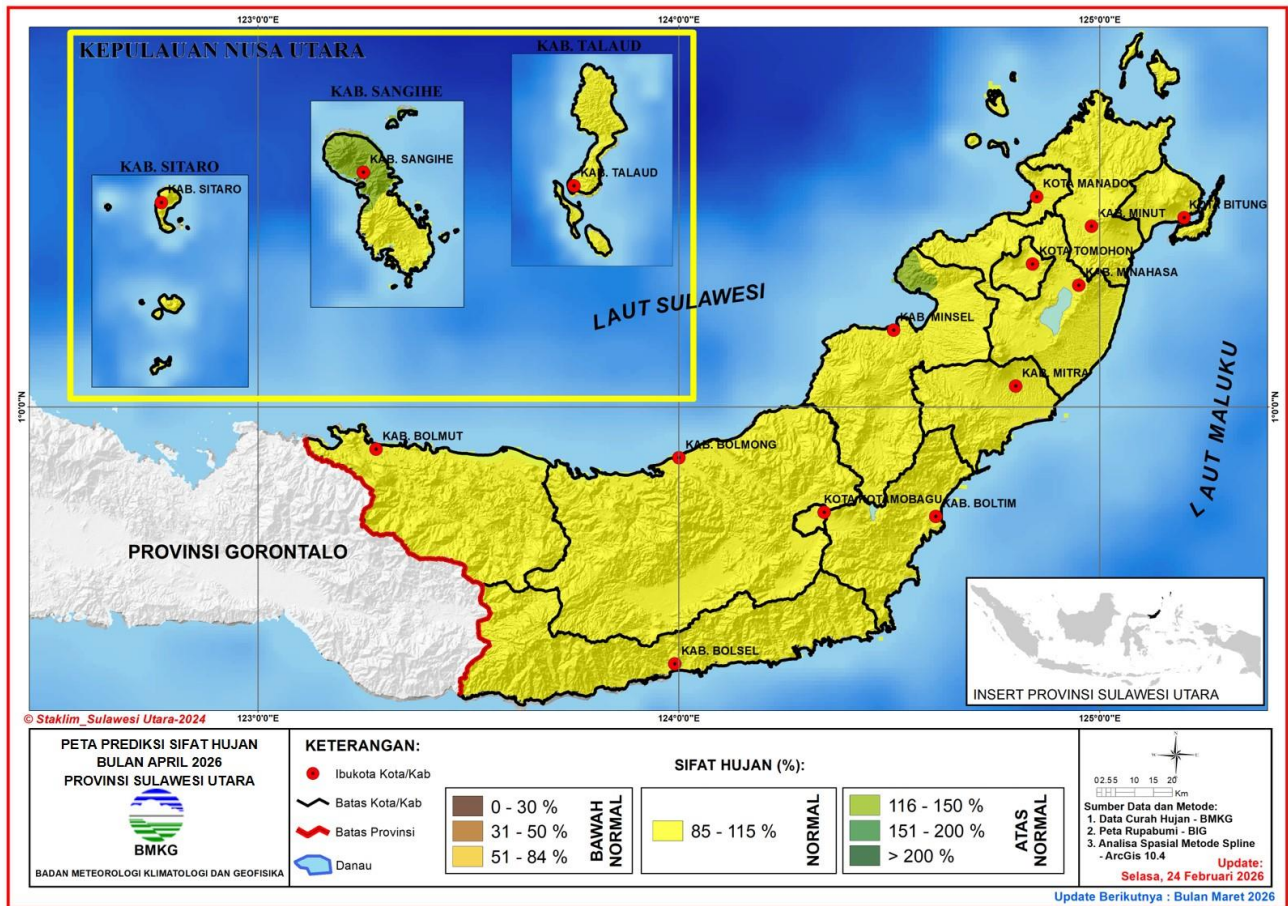 123°0'0"E
124°0'0"E
125°0'0"E
KEPULAUAN NUSA UTARA
KAB. TALAUD
KAB. SANGIHE
KAB. SITARO
KAB. SANGIHE
KAB. SITARO
KAB. TALAUD
KOTA MANADO
KAB. MINUT
KOTA BITUNG
KOTA TOMOHON
KAB. MINAHASA
LAUT SULAWESI
KAB. MINSEL
LAUT MALUKU
KAB. MITRA
1°0'0"N
1°0'0"N
KAB. BOLMUT
KAB. BOLMONG
KOTA KOTAMOBAGU
KAB. BOLTIM
PROVINSI GORONTALO
KAB. BOLSEL
INSERT PROVINSI SULAWESI UTARA
© Staklim_Sulawesi Utara-2024
123°0'0"E
124°0'0"E
125°0'0"E
PETA PREDIKSI SIFAT HUJAN
BULAN APRIL 2026
PROVINSI SULAWESI UTARA
BMKG
BADAN METEOROLOGI KLIMATOLOGI DAN GEOFISIKA
KETERANGAN:
Ibukota Kota/Kab
Batas Kota/Kab
Batas Provinsi
Danau
SIFAT HUJAN (%):
0 - 30 %
31 - 50 %
51 - 84 %
BAWAH
NORMAL
85 - 115 %
NORMAL
116 - 150 %
151 - 200 %
> 200 %
ATAS
NORMAL
0 2.5 5 10 15 20
Km
Sumber Data dan Metode:
1. Data Curah Hujan - BMKG
2. Peta Rupabumi - BIG
3. Analisa Spasial Metode Spline
- ArcGis 10.4
Update:
Selasa, 24 Februari 2026
Update Berikutnya : Bulan Maret 2026